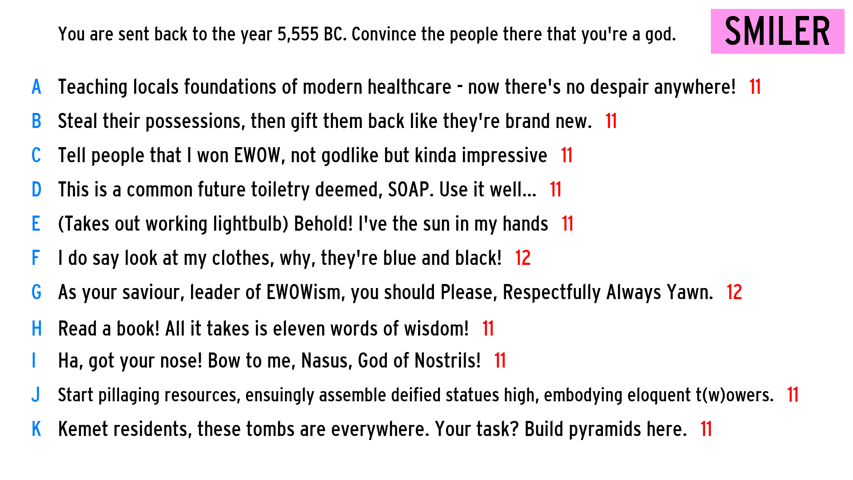 You are sent back to the year 5,555 BC. Convince the people there that you're a god.
SMILER
A Teaching locals foundations of modern healthcare - now there's no despair anywhere! 11
B Steal their possessions, then gift them back like they're brand new. 11
C Tell people that I won EWOW, not godlike but kinda impressive 11
D This is a common future toiletry deemed, SOAP. Use it well... 11
E (Takes out working lightbulb) Behold! I've the sun in my hands 11
F I do say look at my clothes, why, they're blue and black! 12
G As your saviour, leader of EWOWism, you should Please, Respectfully Always Yawn. 12
H Read a book! All it takes is eleven words of wisdom! 11
I Ha, got your nose! Bow to me, Nasus, God of Nostrils! 11
J Start pillaging resources, ensuingly assemble deified statues high, embodying eloquent t(w)owers. 11
K Kemet residents, these tombs are everywhere. Your task? Build pyramids here. 11